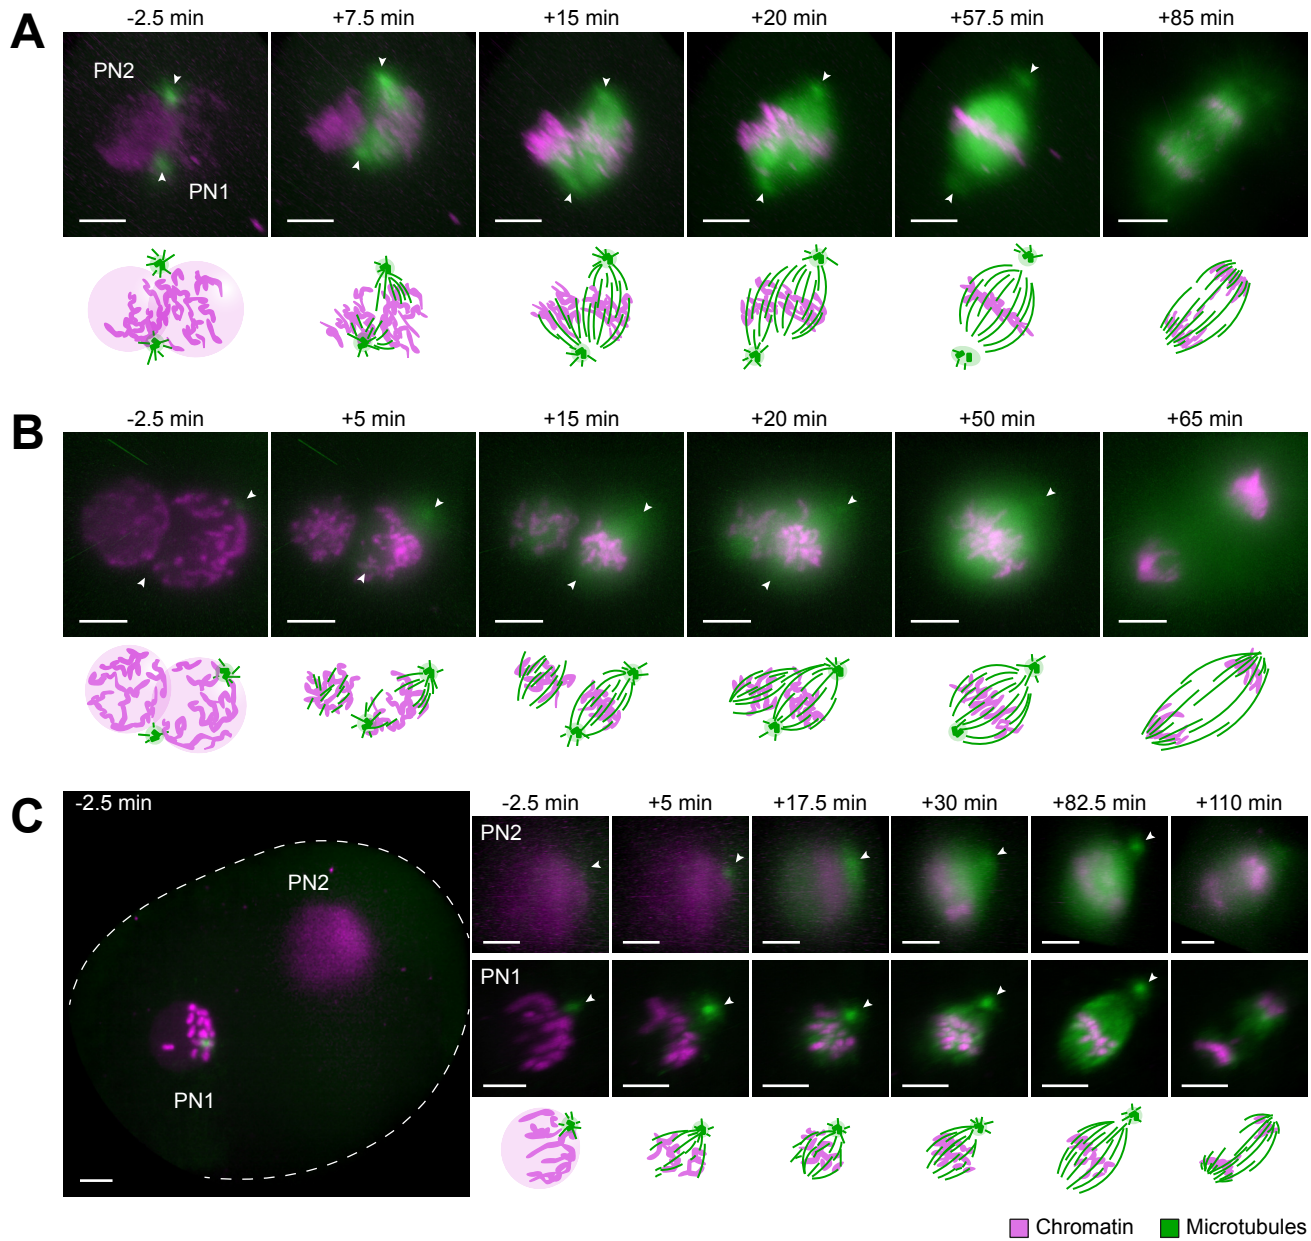 A
-2.5 min +7.5 min +15 min +20 min +57.5 min +85 min
PN2
PN1
B
-2.5 min +5 min +15 min +20 min +50 min +65 min
C
-2.5 min
PN2
PN1
-2.5 min +5 min +17.5 min +30 min +82.5 min +110 min
PN2
PN1
Chromatin Microtubules